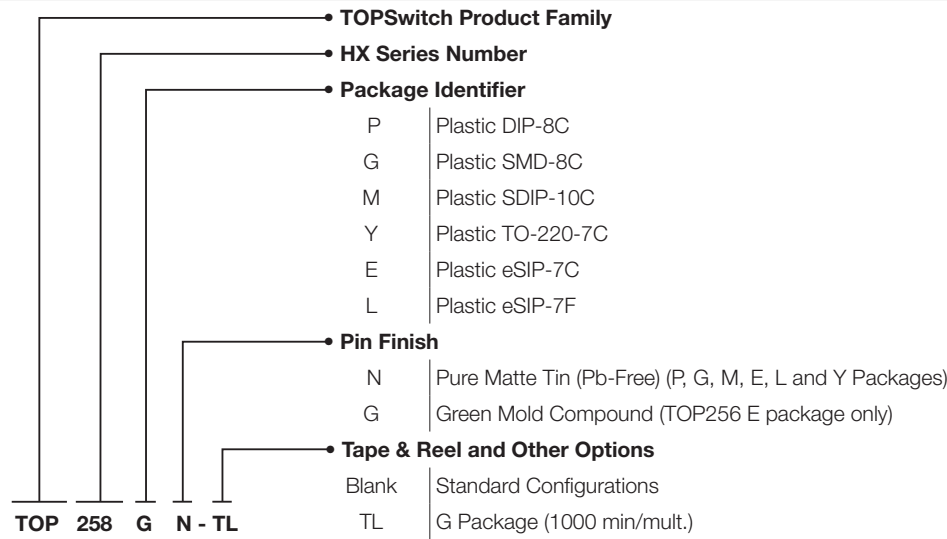 TOPSwitch Product Family
HX Series Number
Package Identifier
P Plastic DIP-8C
G Plastic SMD-8C
M Plastic SDIP-10C
Y Plastic TO-220-7C
E Plastic eSIP-7C
L Plastic eSIP-7F
Pin Finish
N Pure Matte Tin (Pb-Free) (P, G, M, E, L and Y Packages)
G Green Mold Compound (TOP256 E package only)
Tape & Reel and Other Options
Blank Standard Configurations
TL G Package (1000 min/mult.)
TOP 258 G N - TL